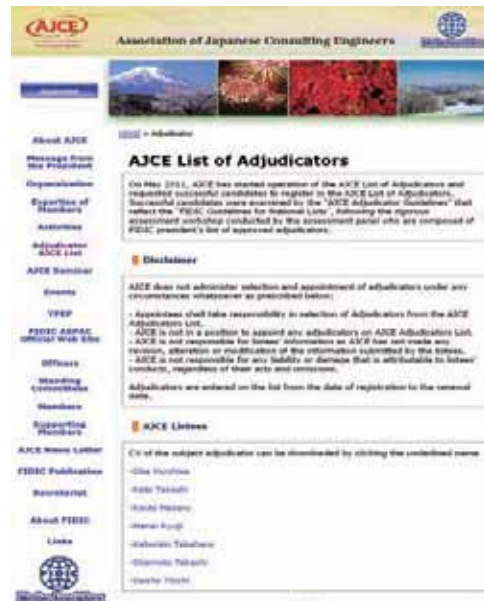 AJCE
Association of Japanese Consulting Engineers
HOME > Adjudicator
About AJCE
Message from the President
Organization
Expertise of Members
Activities
Adjudicator AJCE List
AJCE Seminar
Events
YPEP
FIDIC ASPAC Official Web Site
Officers
Standing Committees
Members
Supporting Members
AJCE News Letter
FIDIC Publication
Secretariat
About FIDIC
Links
AJCE List of Adjudicators
On May 2011, AJCE has started operation of the AJCE List of Adjudicators and
requested successful candidates to register in the AJCE List of Adjudicators.
Successful candidates were examined by the "AJCE Adjudicator Guidelines" that
reflect the "FIDIC Guidelines for National Lists", following the rigorous
assessment workshop conducted by the assessment panel who are composed of
FIDIC president's list of approved adjudicators.
Disclaimer
AJCE does not administer selection and appointment of adjudicators under any
circumstances whatsoever as prescribed below:
- Appointees shall take responsibility in selection of Adjudicators from the AJCE
Adjudicators List.
- AJCE is not in a position to appoint any adjudicators on AJCE Adjudicators List.
- AJCE is not responsible for listees' information as AJCE has not made any
revision, alteration or modification of the information submitted by the listees.
- AJCE is not responsible for any liability or damage that is attributable to listees'
conducts, regardless of their acts and omissions.
Adjudicators are entered on the list from the date of registration to the renewal
date.
AJCE Listees
CV of the subject adjudicator can be downloaded by clicking the underlined name
Takashi
Kyuji
Takashi